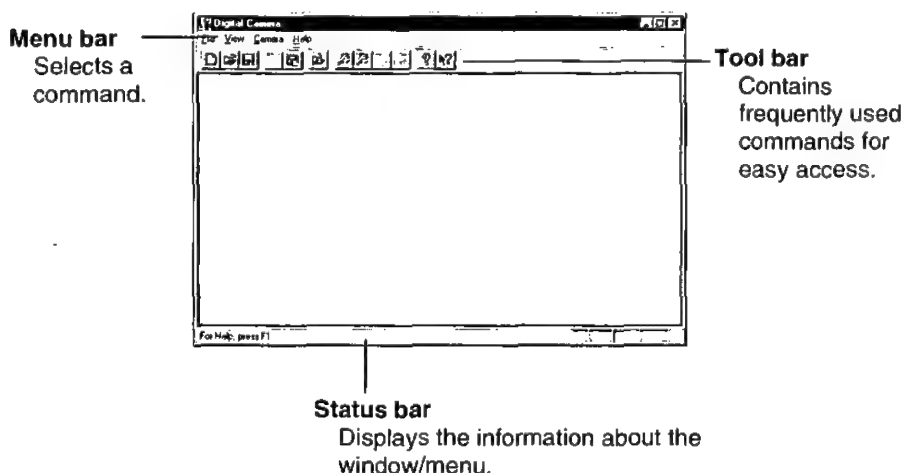 Digital Camera
View Camera Help
Menu bar
Selects a
command.
Tool bar
Contains
frequently used
commands for
easy access.
For Help, press F1
Status bar
Displays the information about the
window/menu.